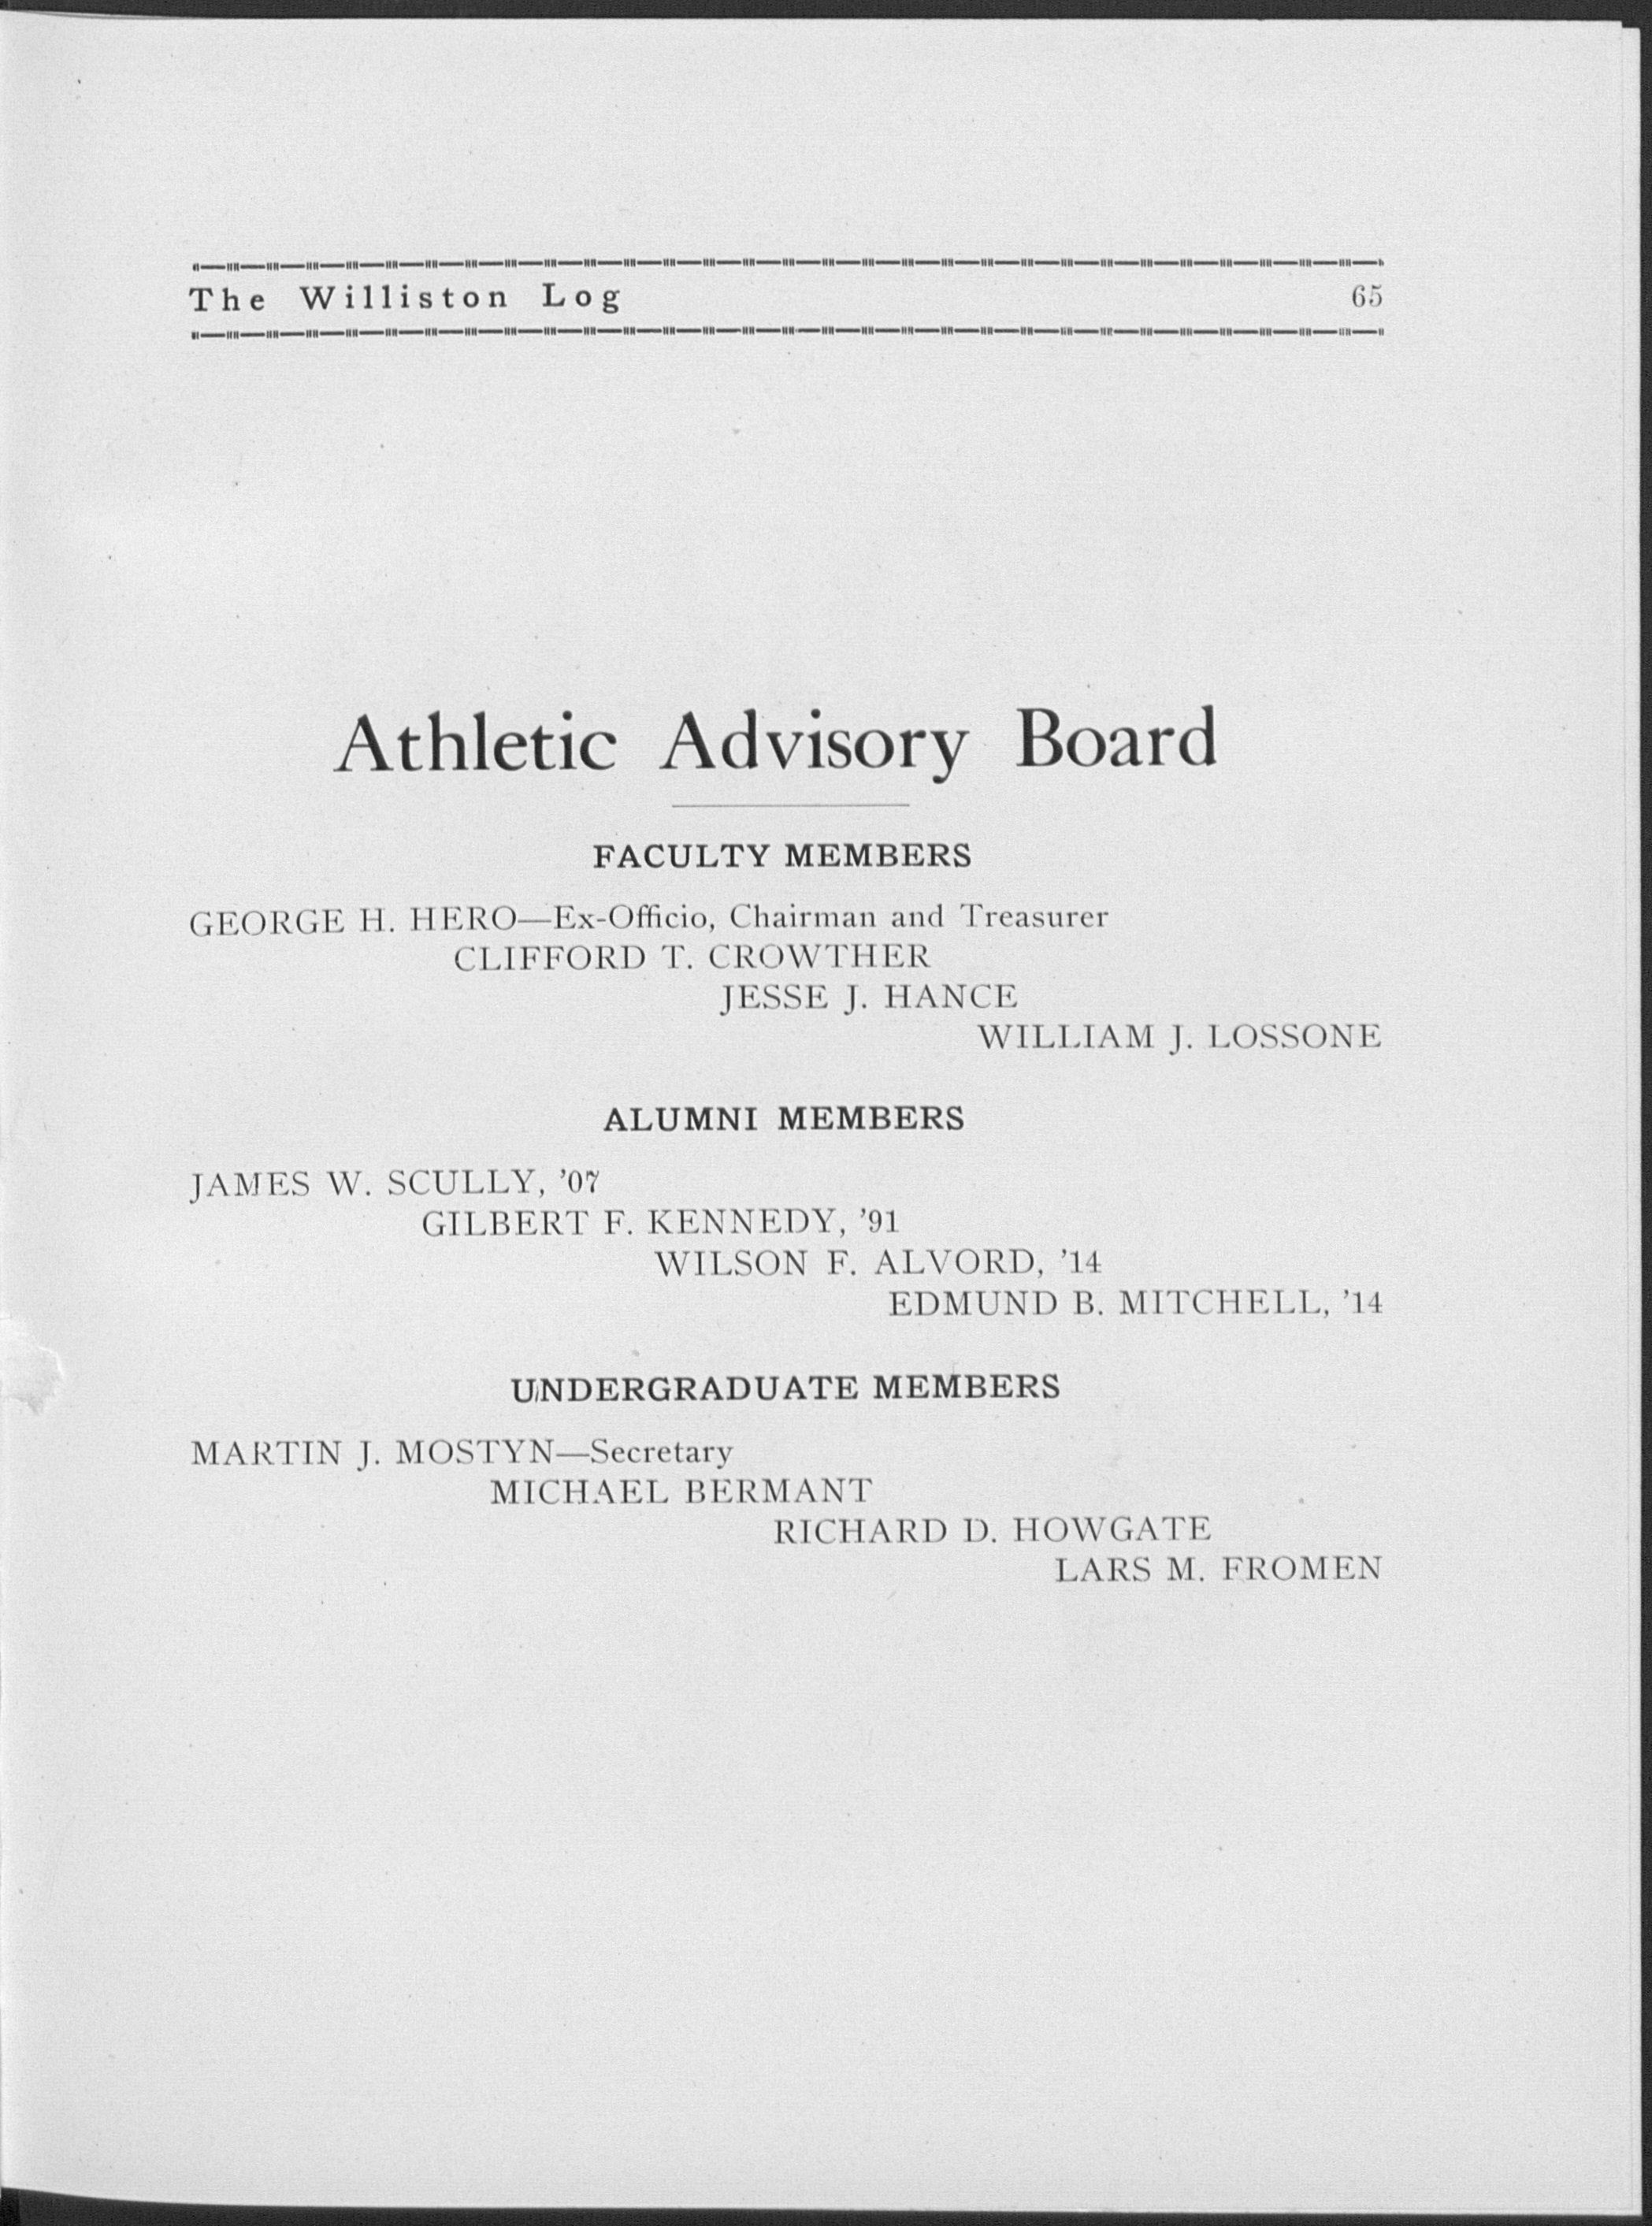 The Williston Log 65
Athletic Advisory Board
FACULTY MEMBERS
GEORGE H. HERO—Ex-Officio, Chairman and Treasurer
CLIFFORD T. CROWTHER
JESSE J. HANCE
WILLIAM J. LOSSONE
ALUMNI MEMBERS
JAMES W. SCULLY, '07
GILBERT F. KENNEDY, '91
WILSON F. ALVORD, '14
EDMUND B. MITCHELL, '14
UNDERGRADUATE MEMBERS
MARTIN J. MOSTYN—Secretary
MICHAEL BERMANT
RICHARD D. HOWGATE
LARS M. FROMEN